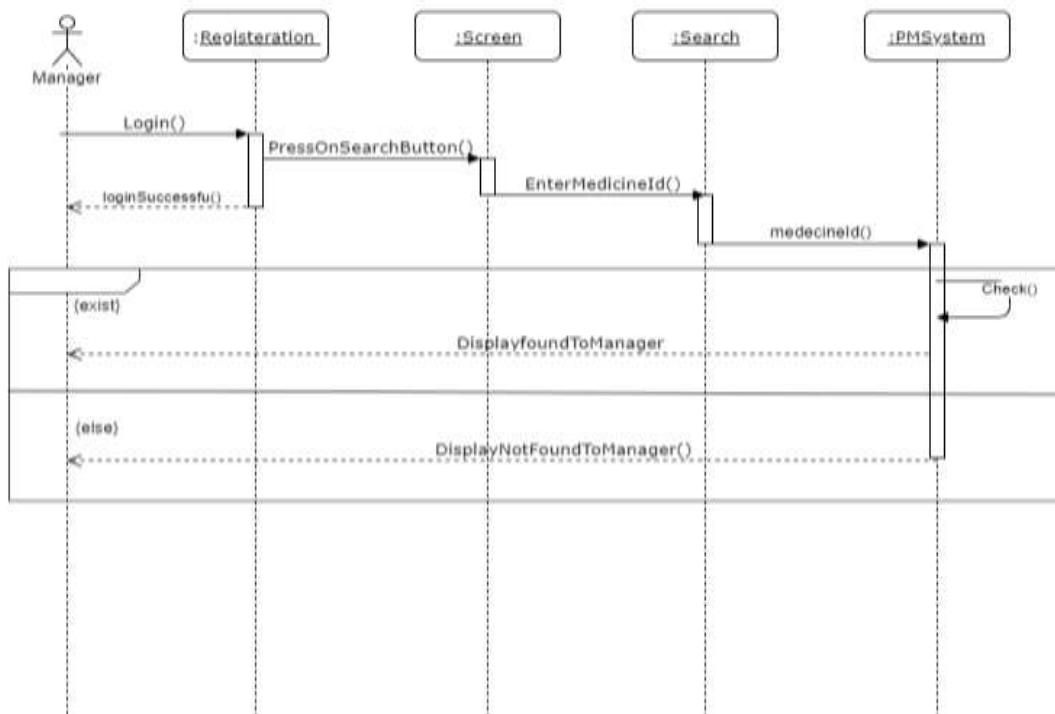 :Registeration
:Screen
:Search
:PMSystem
Manager
Login()
PressOnSearchButton()
EnterMedicineId()
loginSuccessfu()
medecineId()
Check()
{exist}
DisplayfoundToManager
{else}
DisplayNotFoundToManager()